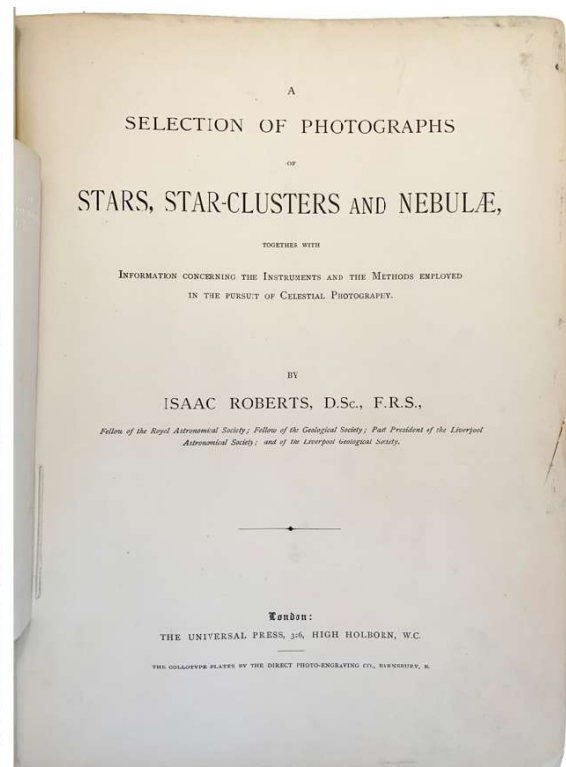 A
SELECTION OF PHOTOGRAPHS
OF
STARS, STAR-CLUSTERS AND NEBULÆ,
TOGETHER WITH
INFORMATION CONCERNING THE INSTRUMENTS AND THE METHODS EMPLOYED
IN THE PURSUIT OF CELESTIAL PHOTOGRAPHY.
BY
ISAAC ROBERTS, D.Sc., F.R.S.,
Fellow of the Royal Astronomical Society; Fellow of the Geological Society; Past President of the Liverpool
Astronomical Society; and of the Liverpool Geological Society.
London:
THE UNIVERSAL PRESS, 326, HIGH HOLBORN, W.C.
THE COLLOTYPE PLATES BY THE DIRECT PHOTO-ENGRAVING CO., BARNSBURY, N.